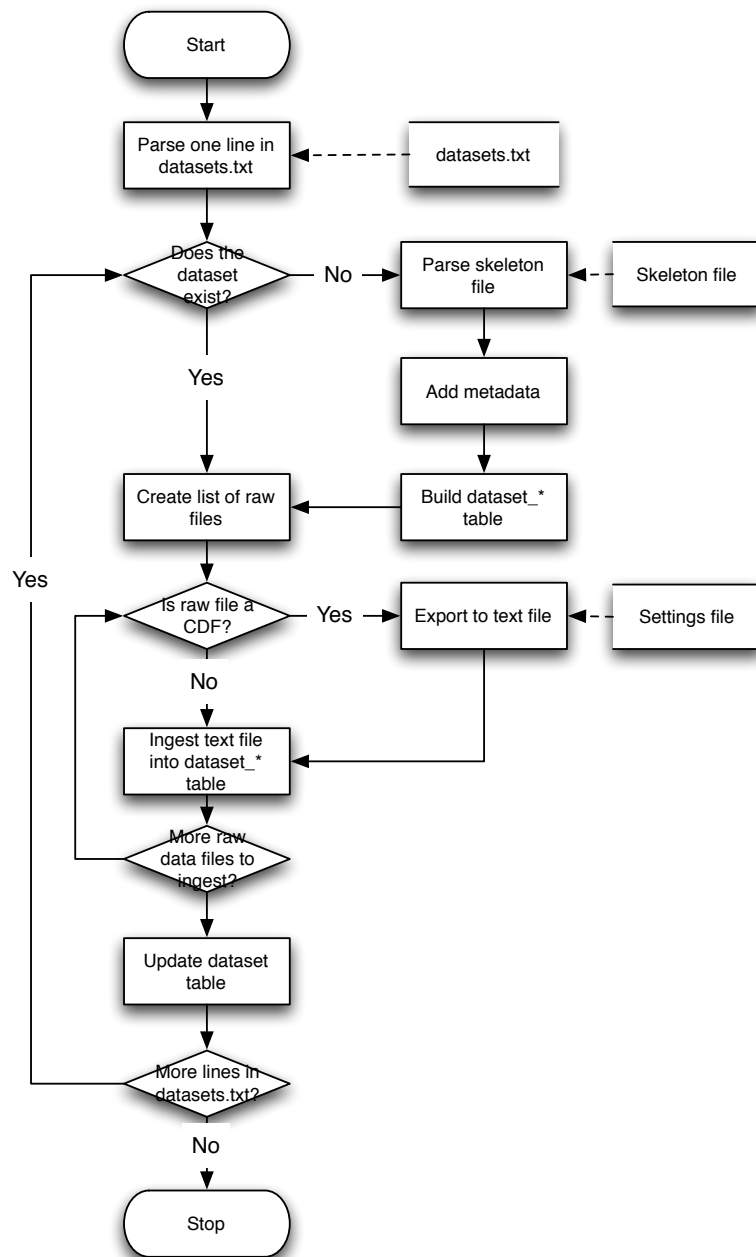 Start
Parse one line in
datasets.txt
datasets.txt
Does the
dataset
exist?
No
Parse skeleton
file
Skeleton file
Yes
Add metadata
Create list of raw
files
Build dataset_*
table
Yes
Is raw file a
CDF?
Yes
Export to text file
Settings file
No
Ingest text file
into dataset_*
table
More raw
data files to
ingest?
Update dataset
table
More lines in
datasets.txt?
No
Stop